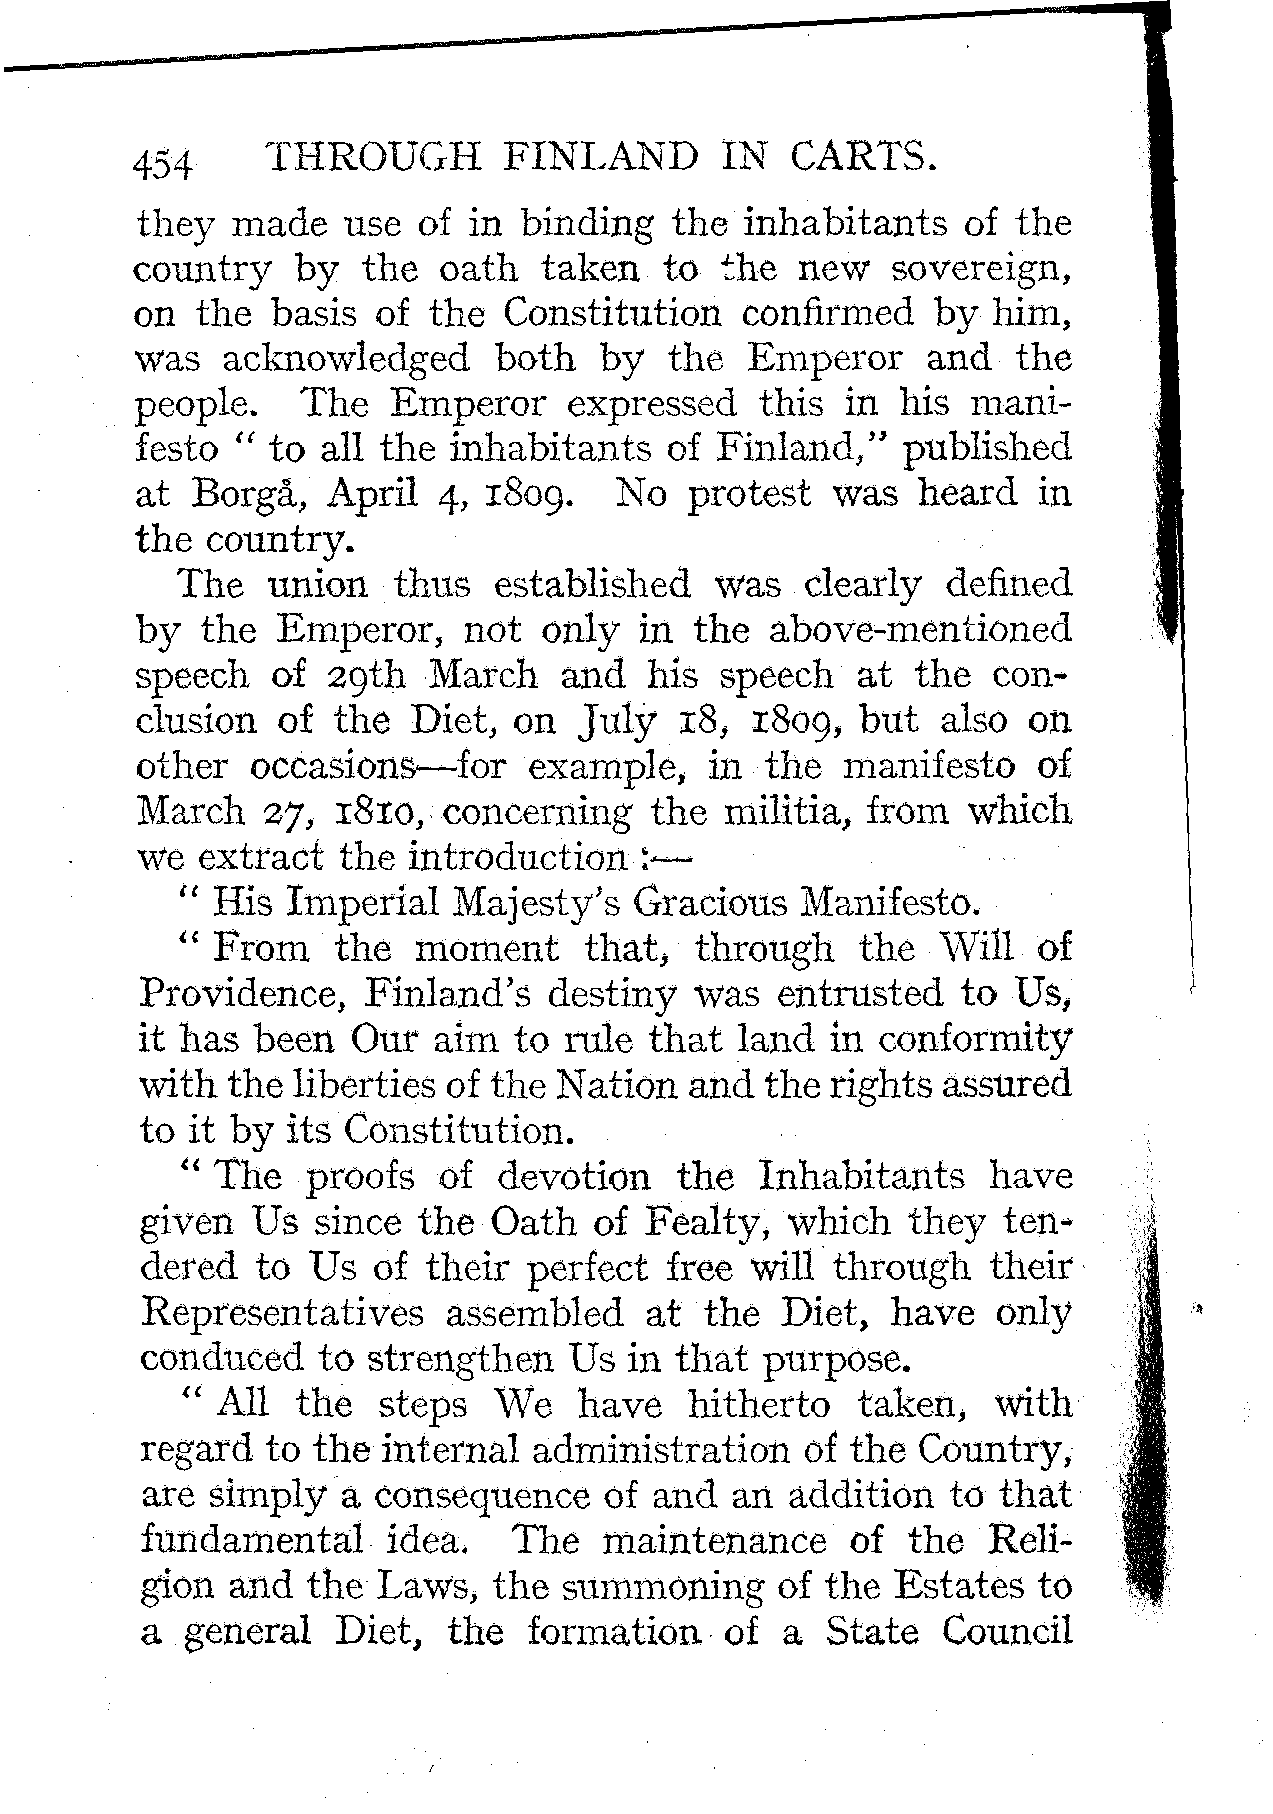 454 THROUGH FINLAND IN CARTS.
they made use of in binding the inhabitants of the
country by the oath taken to the new sovereign,
on the basis of the Constitution confirmed by him,
was acknowledged both by the Emperor and the
people. The Emperor expressed this in his mani-
festo “ to all the inhabitants of Finland,” published
at Borgå, April 4, 1809. No protest was heard in
the country.
The union thus established was clearly defined
by the Emperor, not only in the above-mentioned
speech of 29th March and his speech at the con-
clusion of the Diet, on July 18, 1809, but also on
other occasions—for example, in the manifesto of
March 27, 1810, concerning the militia, from which
we extract the introduction :—
“ His Imperial Majesty’s Gracious Manifesto.
“ From the moment that, through the Will of
Providence, Finland’s destiny was entrusted to Us,
it has been Our aim to rule that land in conformity
with the liberties of the Nation and the rights assured
to it by its Constitution.
“ The proofs of devotion the Inhabitants have
given Us since the Oath of Fealty, which they ten-
dered to Us of their perfect free will through their
Representatives assembled at the Diet, have only
conduced to strengthen Us in that purpose.
“ All the steps We have hitherto taken, with
regard to the internal administration of the Country,
are simply a consequence of and an addition to that
fundamental idea. The maintenance of the Reli-
gion and the Laws, the summoning of the Estates to
a general Diet, the formation of a State Council